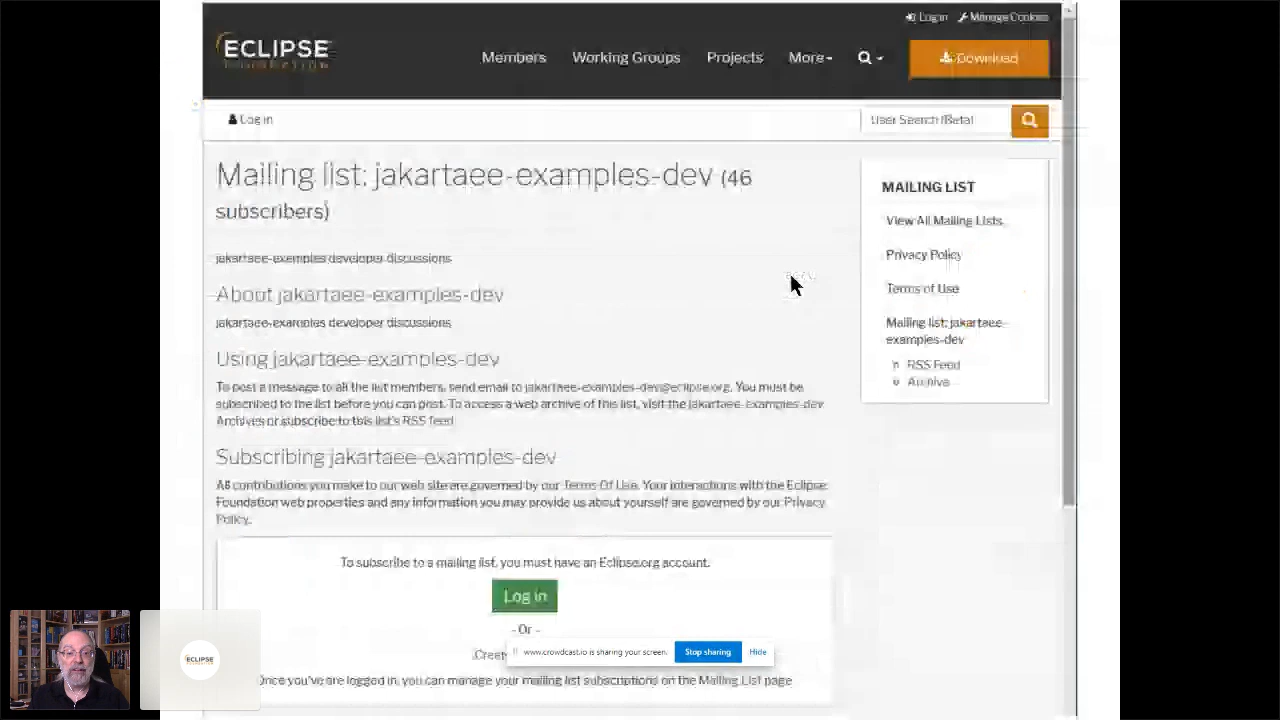 Log in Manage Cookies
ECLIPSE
FOUNDATION
Members Working Groups Projects More Download
Log in
User Search (Beta)
Mailing list: jakartaee-examples-dev (46
subscribers)
jakartaee-examples developer discussions
About jakartaee-examples-dev
jakartaee-examples developer discussions
Using jakartaee-examples-dev
To post a message to all the list members, send email to jakartaee-examples-dev@eclipse.org. You must be
subscribed to the list before you can post. To access a web archive of this list, visit the jakartaee-examples-dev
Archives or subscribe to this list's RSS feed
Subscribing jakartaee-examples-dev
All contributions you make to our web site are governed by our Terms Of Use. Your interactions with the Eclipse
Foundation web properties and any information you may provide us about yourself are governed by our Privacy
Policy.
To subscribe to a mailing list, you must have an Eclipse.org account.
Log in
- Or -
Once you've are logged in, you can manage your mailing list subscriptions on the Mailing List page
MAILING LIST
View All Mailing Lists
Privacy Policy
Terms of Use
Mailing list: jakartaee-
examples-dev
RSS Feed
Archive
www.crowdcast.io is sharing your screen. Stop sharing Hide
ECLIPSE